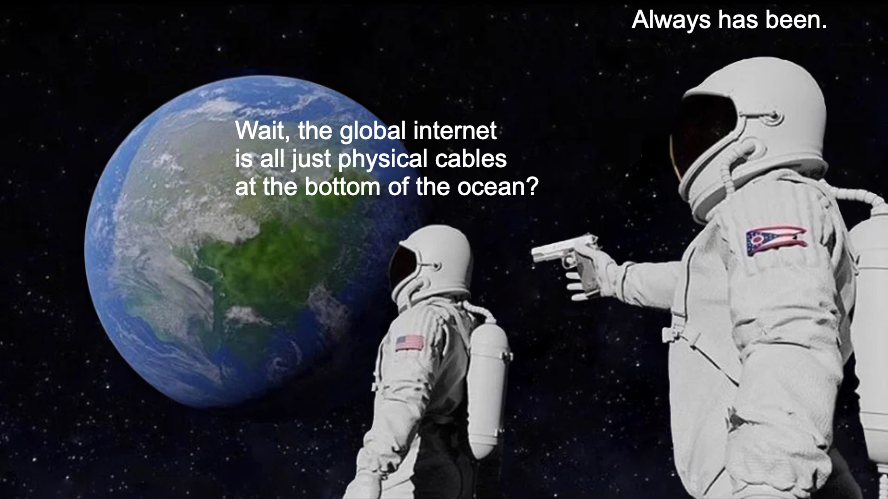 Always has been.
Wait, the global internet
is all just physical cables
at the bottom of the ocean?